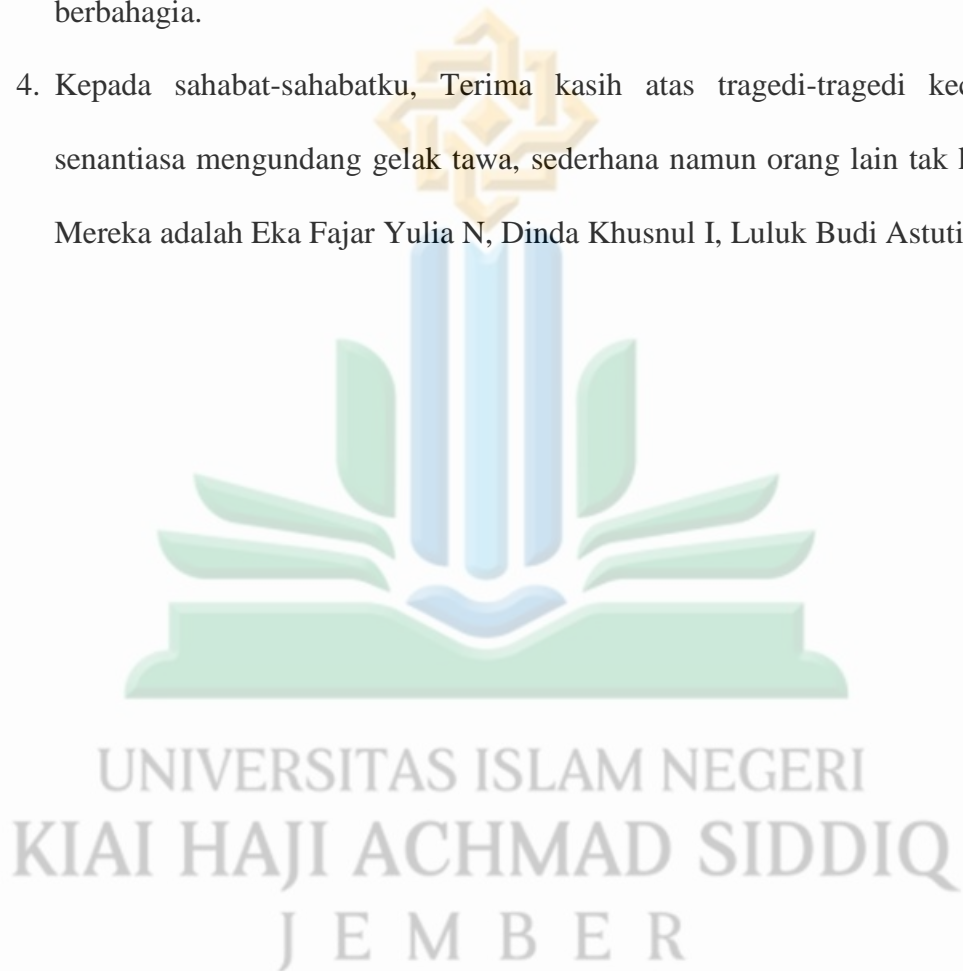 berbahagia.
4. Kepada sahabat-sahabatku, Terima kasih atas tragedi-tragedi
senantiasa mengundang gelak tawa, sederhana namun orang lain tak
Mereka adalah Eka Fajar Yulia N, Dinda Khusnul I, Luluk Budi Astuti
UNIVERSITAS ISLAM NEGERI
KIAI HAJI ACHMAD SIDDIQ
JEMBER